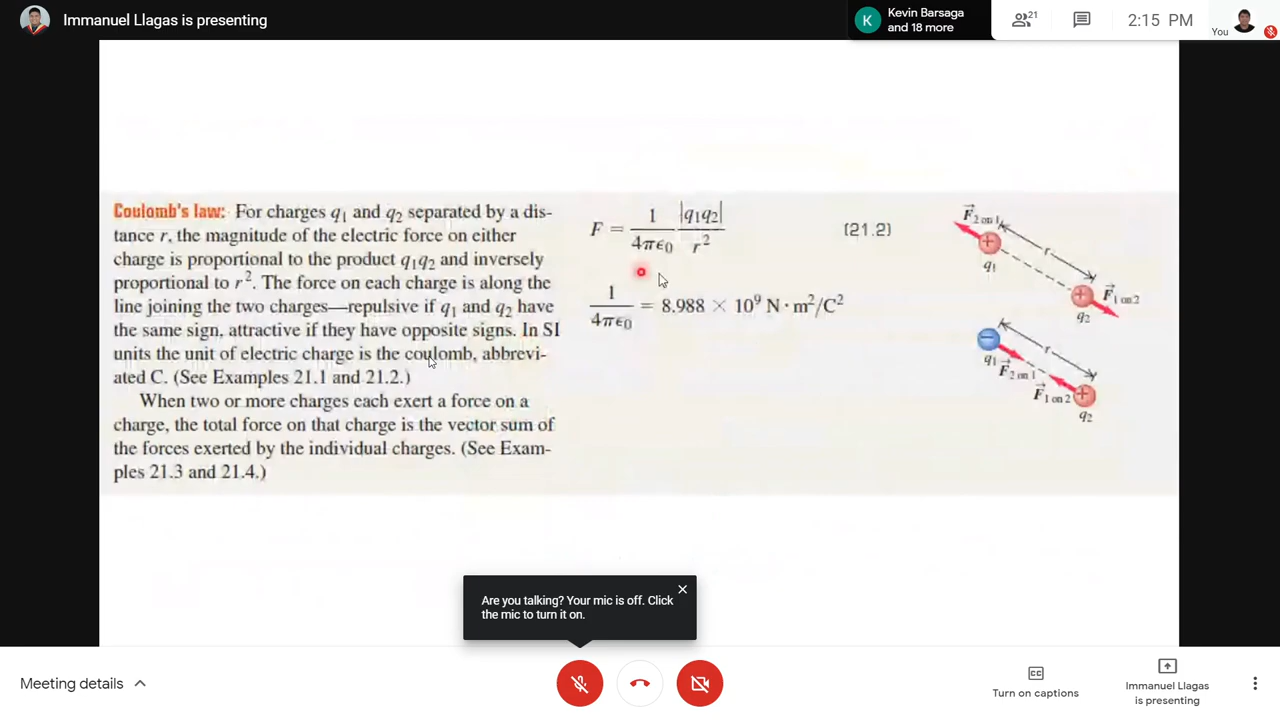 Immanuel Llagas is presenting
K
Kevin Barsaga
and 18 more
21
2:15 PM
You
Coulomb's law: For charges q₁ and q₂ separated by a dis-
tance r, the magnitude of the electric force on either
charge is proportional to the product q₁q₂ and inversely
proportional to r². The force on each charge is along the
line joining the two charges—repulsive if q₁ and q₂ have
the same sign, attractive if they have opposite signs. In SI
units the unit of electric charge is the coulomb, abbrevi-
ated C. (See Examples 21.1 and 21.2.)
When two or more charges each exert a force on a
charge, the total force on that charge is the vector sum of
the forces exerted by the individual charges. (See Exam-
ples 21.3 and 21.4.)
F = 1/4πϵ₀ |q₁q₂|/r² (21.2)
1/4πϵ₀ = 8.988 × 10⁹ N · m²/C²
F⃗2 on 1
r
+
q₁
+
F⃗1 on 2
q₂
−
r
q₁
F⃗2 on 1
F⃗1 on 2
+
q₂
Are you talking? Your mic is off. Click
the mic to turn it on.
Meeting details
CC
Turn on captions
Immanuel Llagas
is presenting